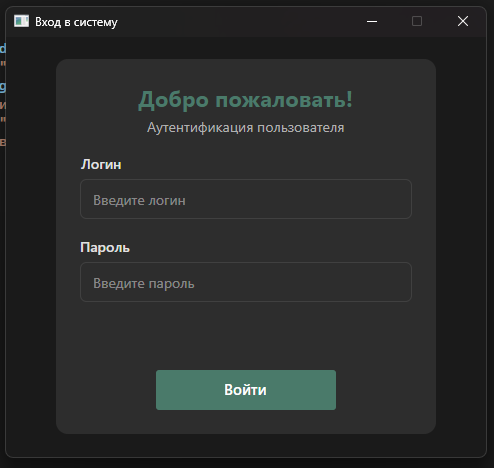 Вход в систему
Добро пожаловать!
Аутентификация пользователя
Логин
Введите логин
Пароль
Введите пароль
Войти